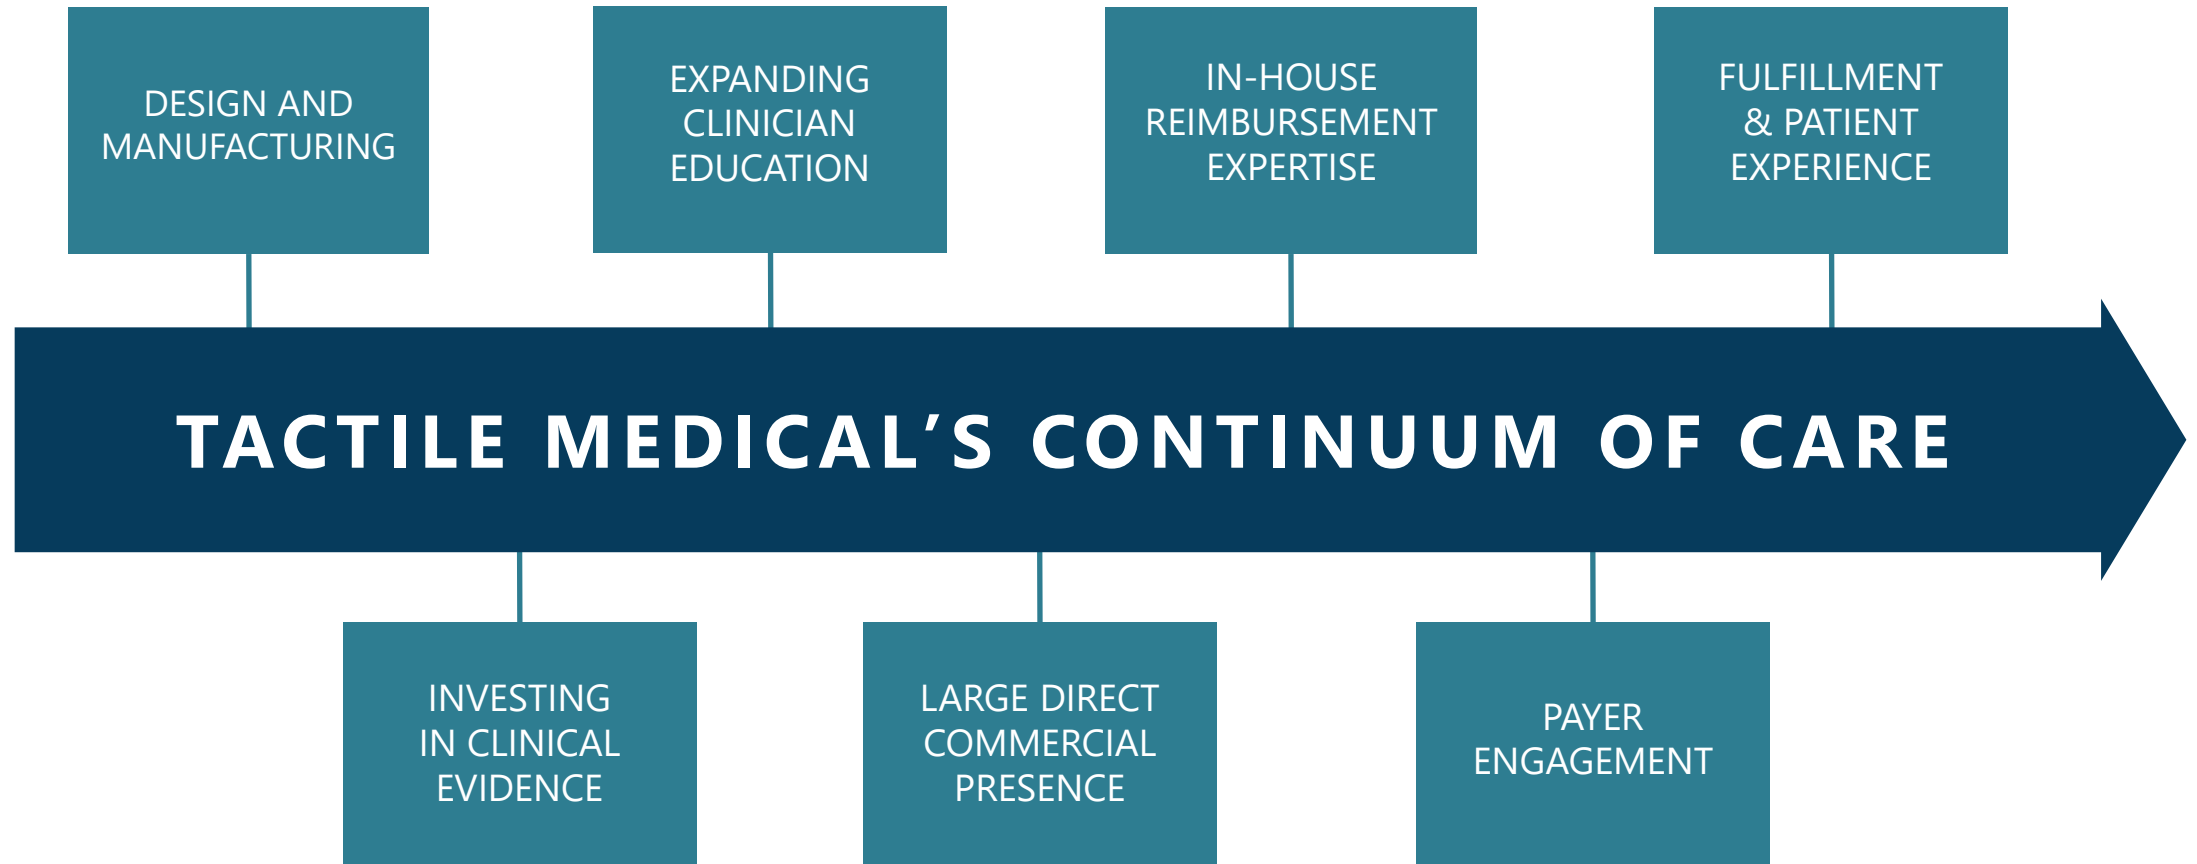 DESIGN AND
MANUFACTURING
EXPANDING
CLINICIAN
EDUCATION
IN-HOUSE
REIMBURSEMENT
EXPERTISE
FULFILLMENT
& PATIENT
EXPERIENCE
TACTILE MEDICAL’S CONTINUUM OF CARE
INVESTING
IN CLINICAL
EVIDENCE
LARGE DIRECT
COMMERCIAL
PRESENCE
PAYER
ENGAGEMENT